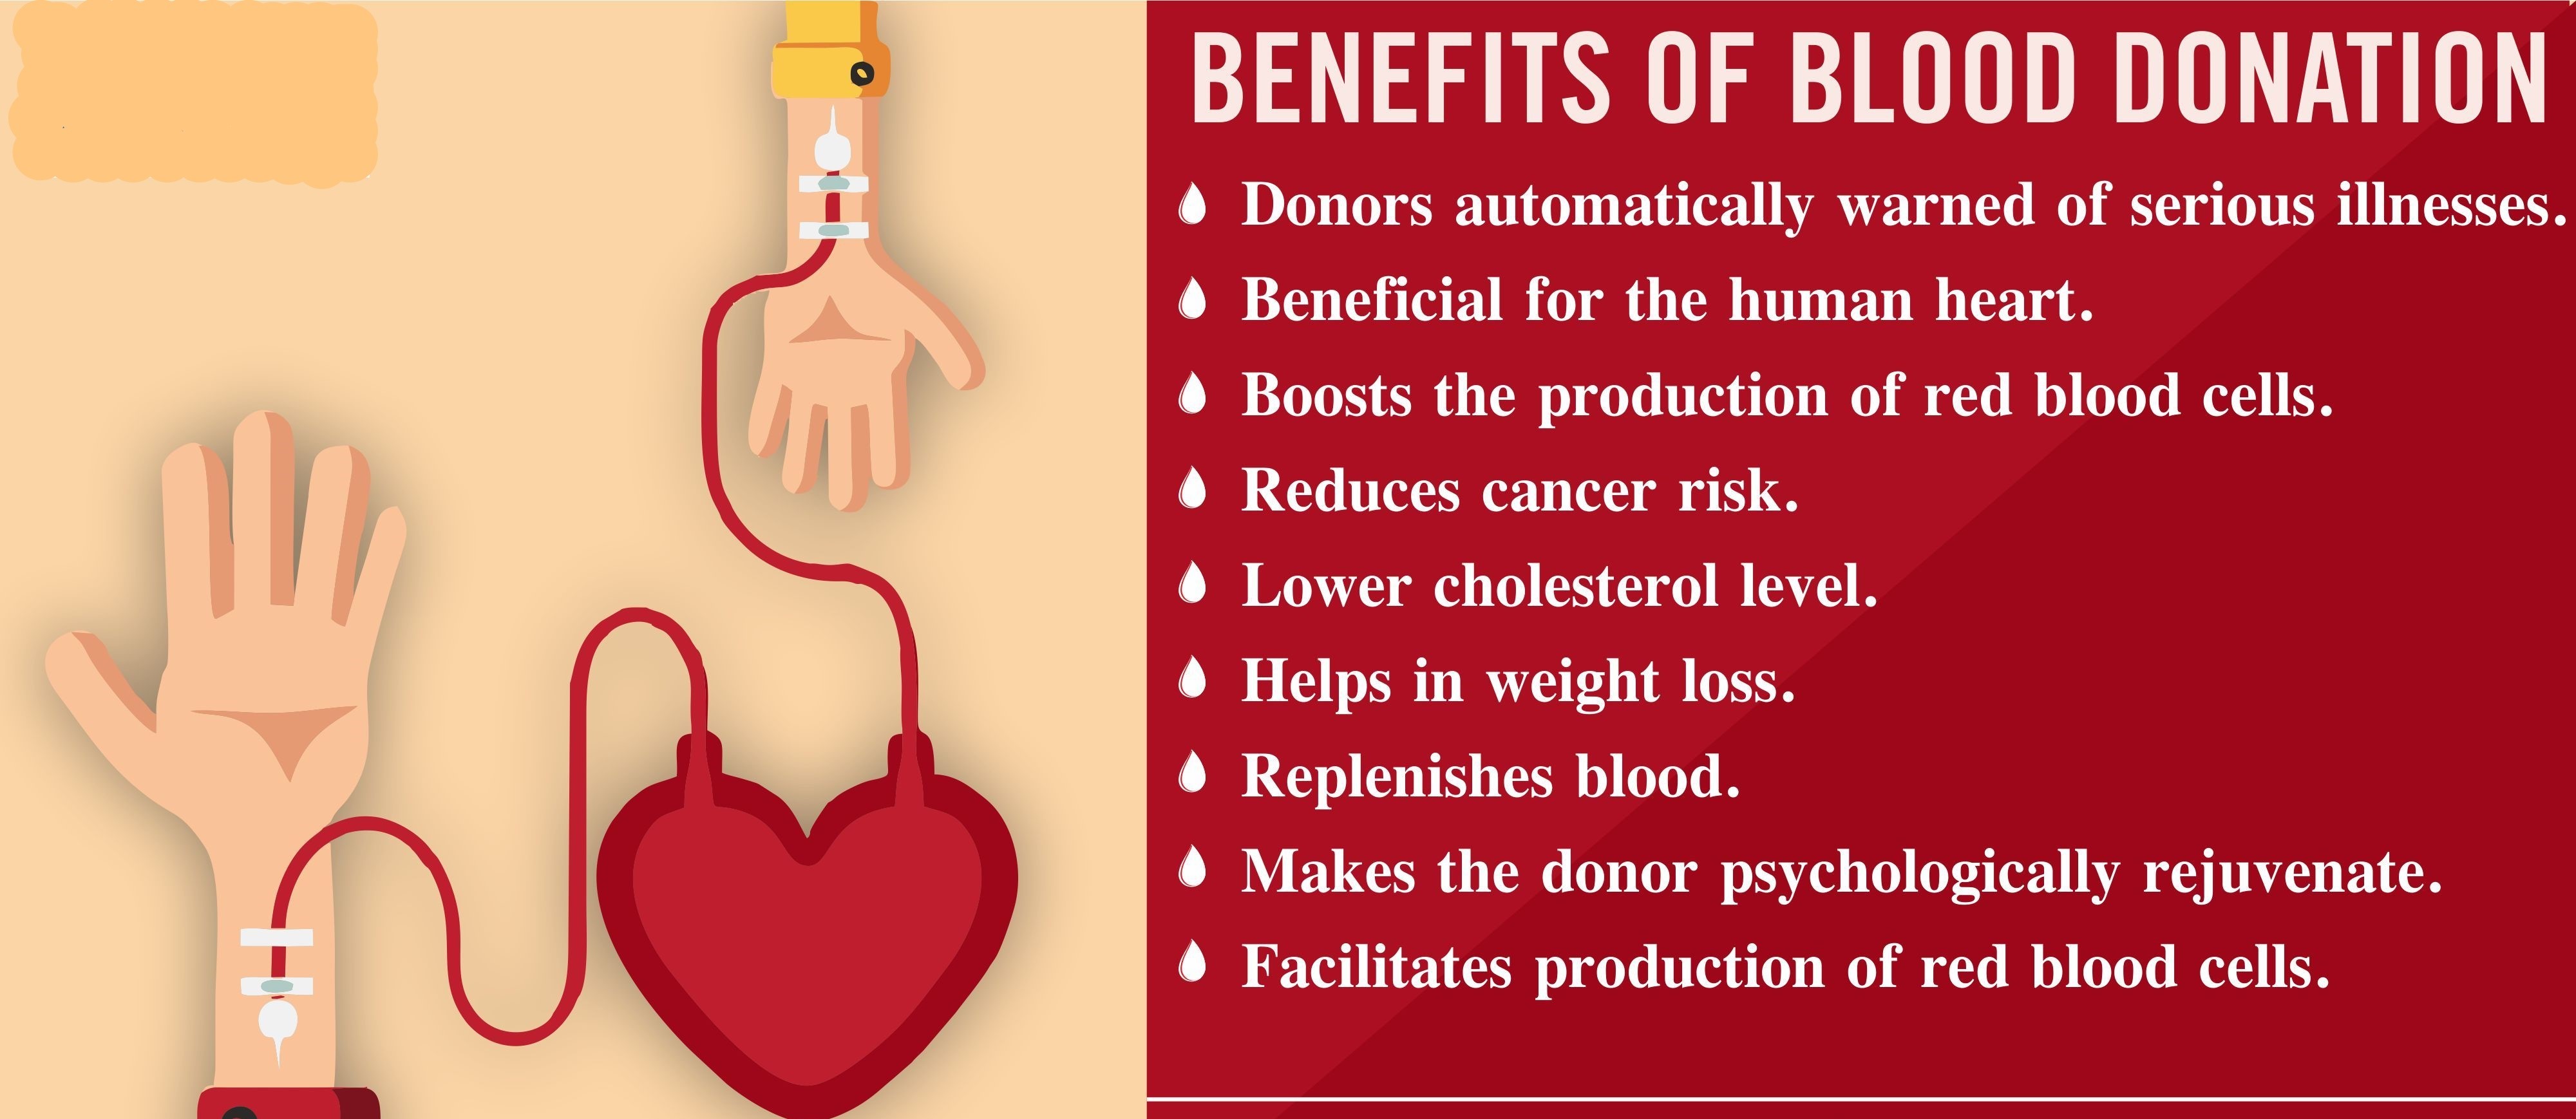 BENEFITS OF BLOOD DONATION
Donors automatically warned of serious illnesses.
Beneficial for the human heart.
Boosts the production of red blood cells.
Reduces cancer risk.
Lower cholesterol level.
Helps in weight loss.
Replenishes blood.
Makes the donor psychologically rejuvenate.
Facilitates production of red blood cells.